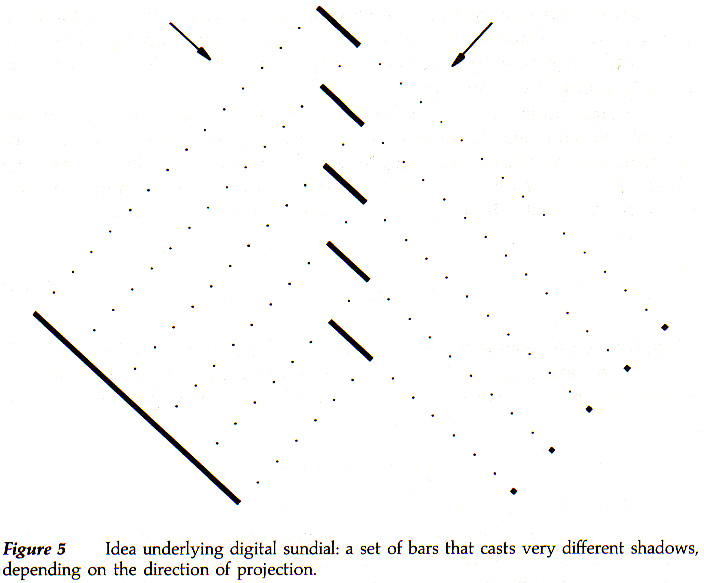 Figure 5 Idea underlying digital sundial: a set of bars that casts very different shadows,
depending on the direction of projection.